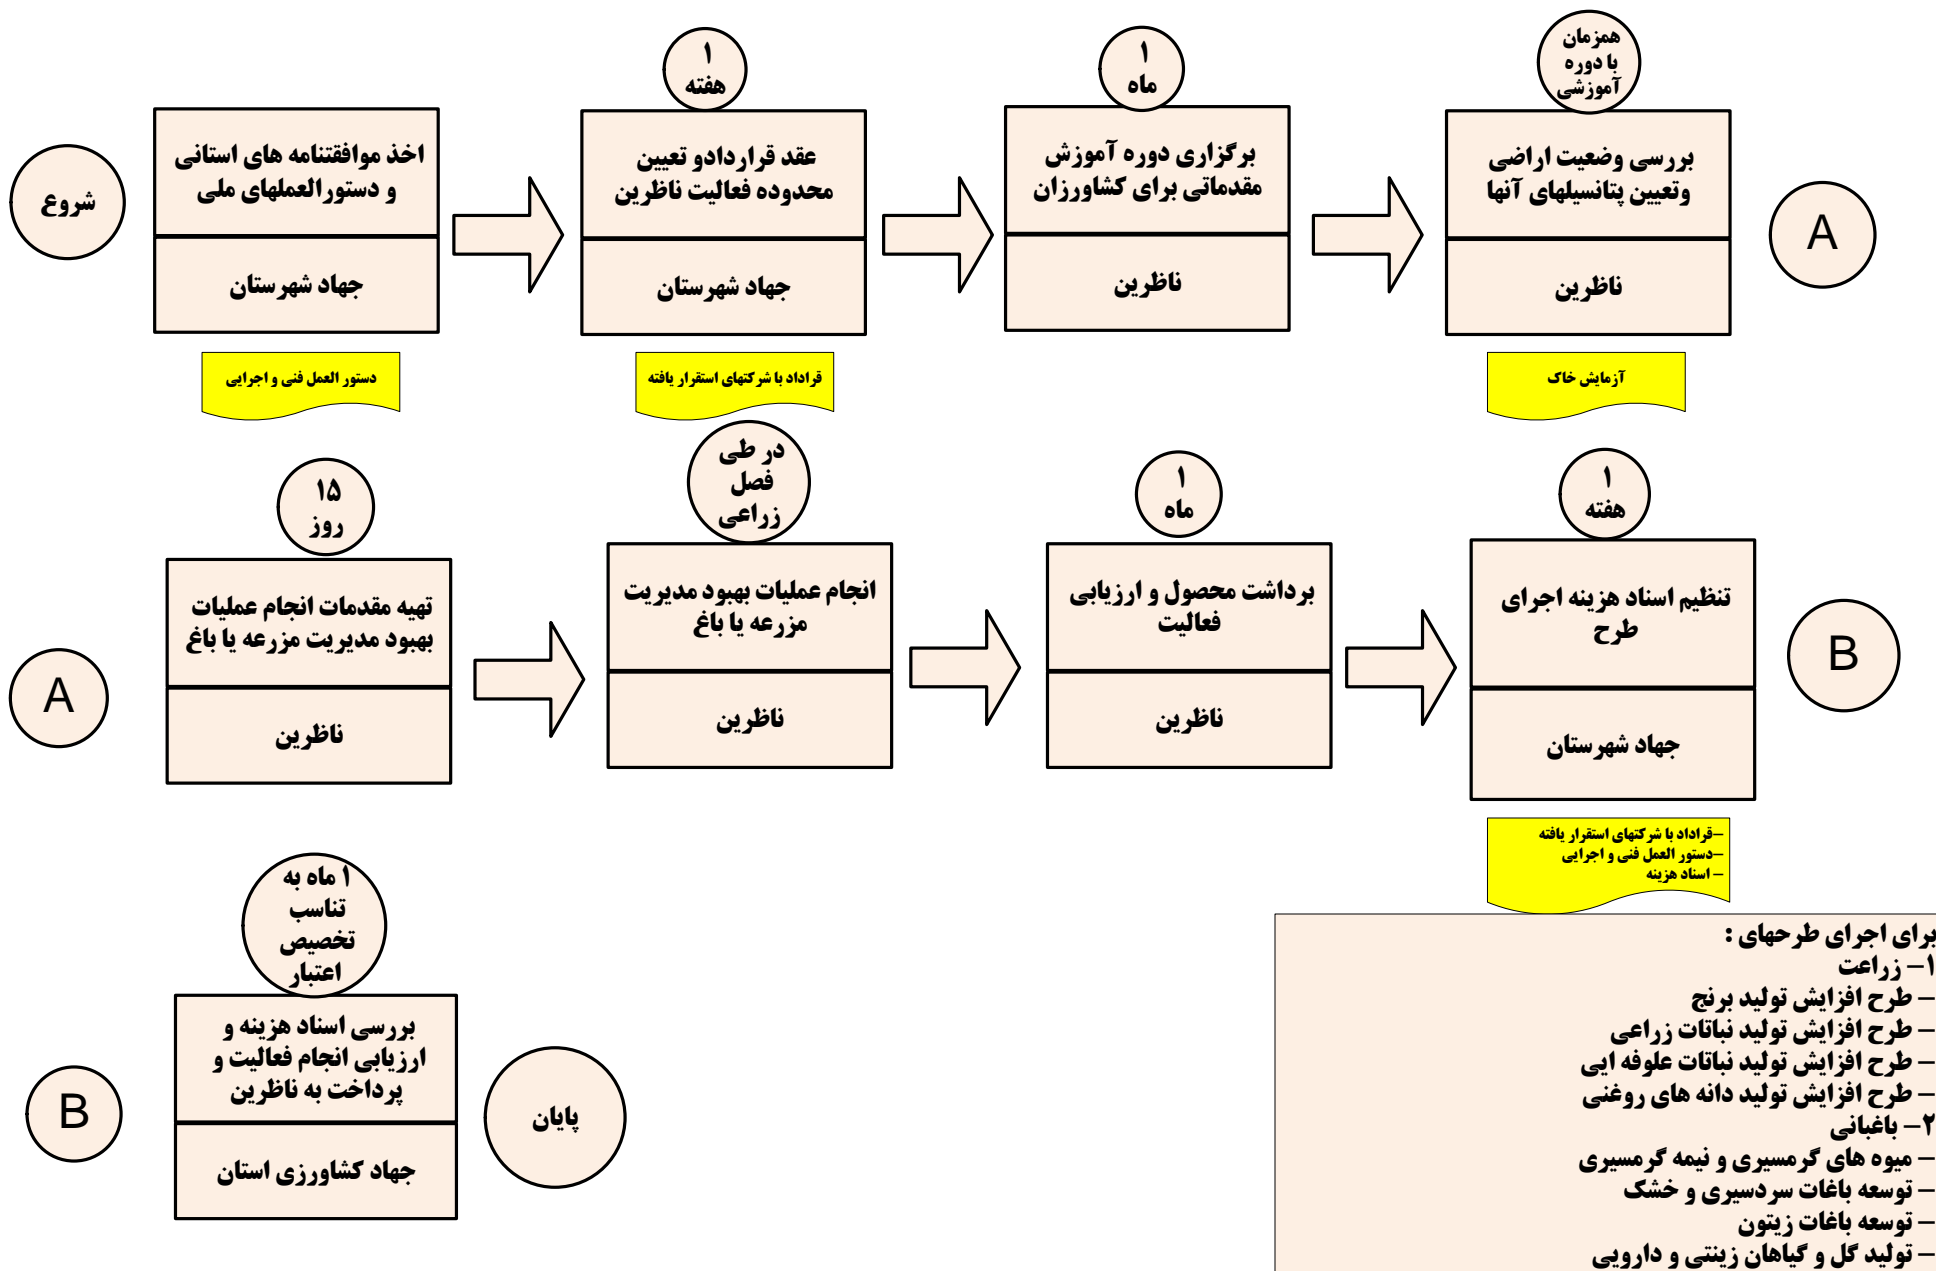 شروع
اخذ موافقتنامه های استانی
و دستورالعملهای ملی
جهاد شهرستان
دستور العمل فنی و اجرایی
۱
هفته
عقد قراردادو تعیین
محدوده فعالیت ناظرین
جهاد شهرستان
قراداد با شرکتهای استقرار یافته
۱
ماه
برگزاری دوره آموزش
مقدماتی برای کشاورزان
ناظرین
همزمان
با دوره
آموزشی
بررسی وضعیت اراضی
وتعیین پتانسیلهای آنها
ناظرین
آزمایش خاک
A
A
۱۵
روز
تهیه مقدمات انجام عملیات
بهبود مدیریت مزرعه یا باغ
ناظرین
در طی
فصل
زراعی
انجام عملیات بهبود مدیریت
مزرعه یا باغ
ناظرین
۱
ماه
برداشت محصول و ارزیابی
فعالیت
ناظرین
۱
هفته
تنظیم اسناد هزینه اجرای
طرح
جهاد شهرستان
-قراداد با شرکتهای استقرار یافته
-دستور العمل فنی و اجرایی
- اسناد هزینه
B
B
۱ ماه به
تناسب
تخصیص
اعتبار
بررسی اسناد هزینه و
ارزیابی انجام فعالیت و
پرداخت به ناظرین
جهاد کشاورزی استان
پایان
برای اجرای طرحهای :
۱- زراعت
- طرح افزایش تولید برنج
- طرح افزایش تولید نباتات زراعی
- طرح افزایش تولید نباتات علوفه ایی
- طرح افزایش تولید دانه های روغنی
۲- باغبانی
- میوه های گرمسیری و نیمه گرمسیری
- توسعه باغات سردسیری و خشک
- توسعه باغات زیتون
- تولید گل و گیاهان زینتی و دارویی